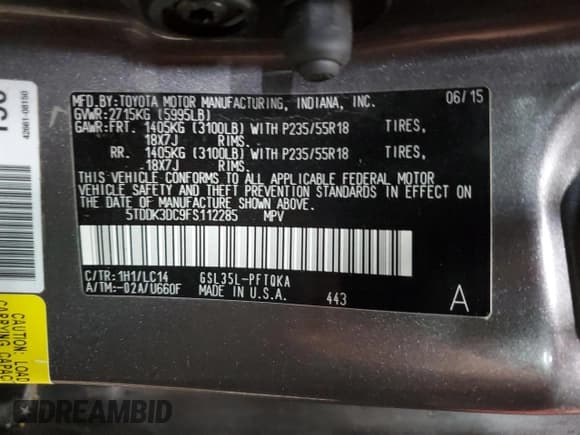 MFD.BY:TOYOTA MOTOR MANUFACTURING, INDIANA, INC. 06/15
GVWR:2715KG (5995LB)
GAWR:FRT. 1405KG (3100LB) WITH P235/55R18 TIRES,
18X7J RIMS.
RR. 1405KG (3100LB) WITH P235/55R18 TIRES,
18X7J RIMS.
THIS VEHICLE CONFORMS TO ALL APPLICABLE FEDERAL MOTOR
VEHICLE SAFETY AND THEFT PREVENTION STANDARDS IN EFFECT ON
THE DATE OF MANUFACTURE SHOWN ABOVE.
5TDDK3DC9FS112285 MPV
C/TR:1H1/LC14 GSL35L-PFTQKA
A/TM:-02A/U660F MADE IN U.S.A. 443 A
42661-08150
CAUTION: LOAD
CARRYING CAPAC
DREAMBID